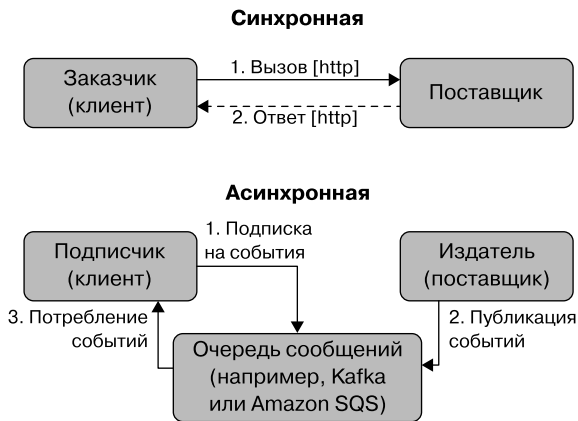 Синхронная
Заказчик
(клиент)
1. Вызов [http]
2. Ответ [http]
Поставщик
Асинхронная
Подписчик
(клиент)
1. Подписка
на события
Издатель
(поставщик)
3. Потребление
событий
2. Публикация
событий
Очередь сообщений
(например, Kafka
или Amazon SQS)